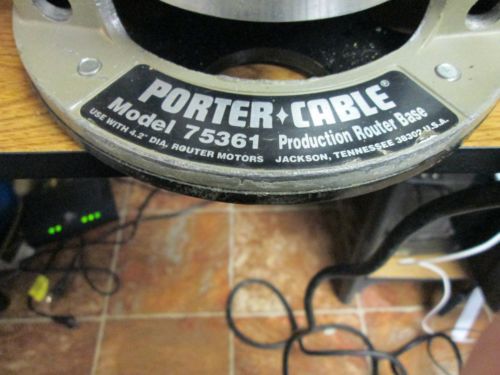 PORTER✦CABLE®
Model 75361 Production Router Base
USE WITH 4.2" DIA. ROUTER MOTORS JACKSON, TENNESSEE 38302 U.S.A.